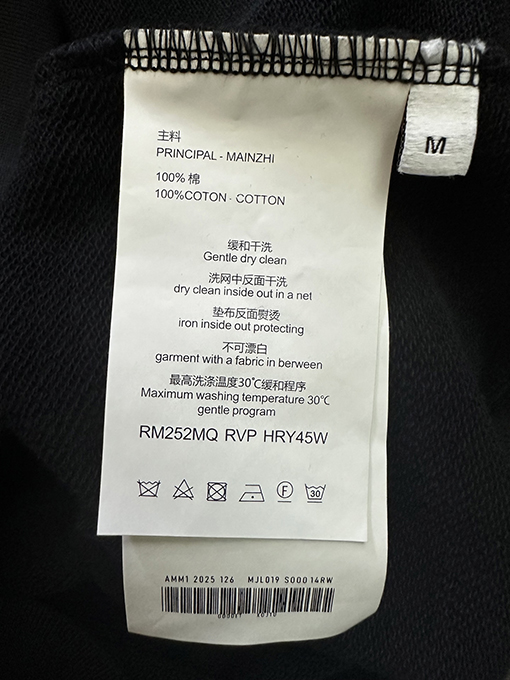 M
主料
PRINCIPAL - MAINZHI
100% 棉
100%COTON - COTTON
缓和干洗
Gentle dry clean
洗网中反面干洗
dry clean inside out in a net
垫布反面熨烫
iron inside out protecting
不可漂白
garment with a fabric in berween
最高洗涤温度30℃缓和程序
Maximum washing temperature 30℃
gentle program
RM252MQ RVP HRY45W
F
30
AMM1 2025 126 MJL019 S000 14RW